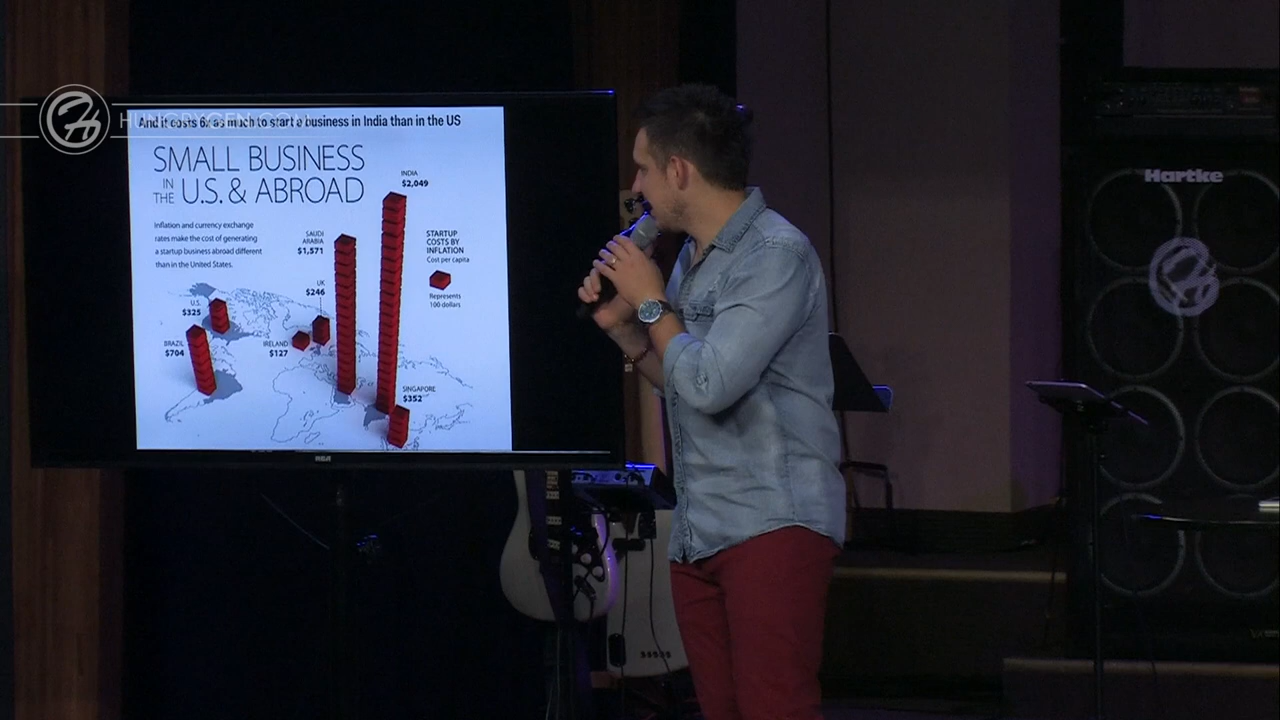 HUNGRYGEN.COM
And it costs 6x as much to start a business in India than in the US
SMALL BUSINESS
IN THE U.S. & ABROAD
Inflation and currency exchange
rates make the cost of generating
a startup business abroad different
than in the United States.
INDIA
$2,049
SAUDI
ARABIA
$1,571
STARTUP
COSTS BY
INFLATION
Cost per capita
Represents
100 dollars
UK
$246
U.S.
$325
BRAZIL
$704
IRELAND
$127
SINGAPORE
$352
RCA
Hartke